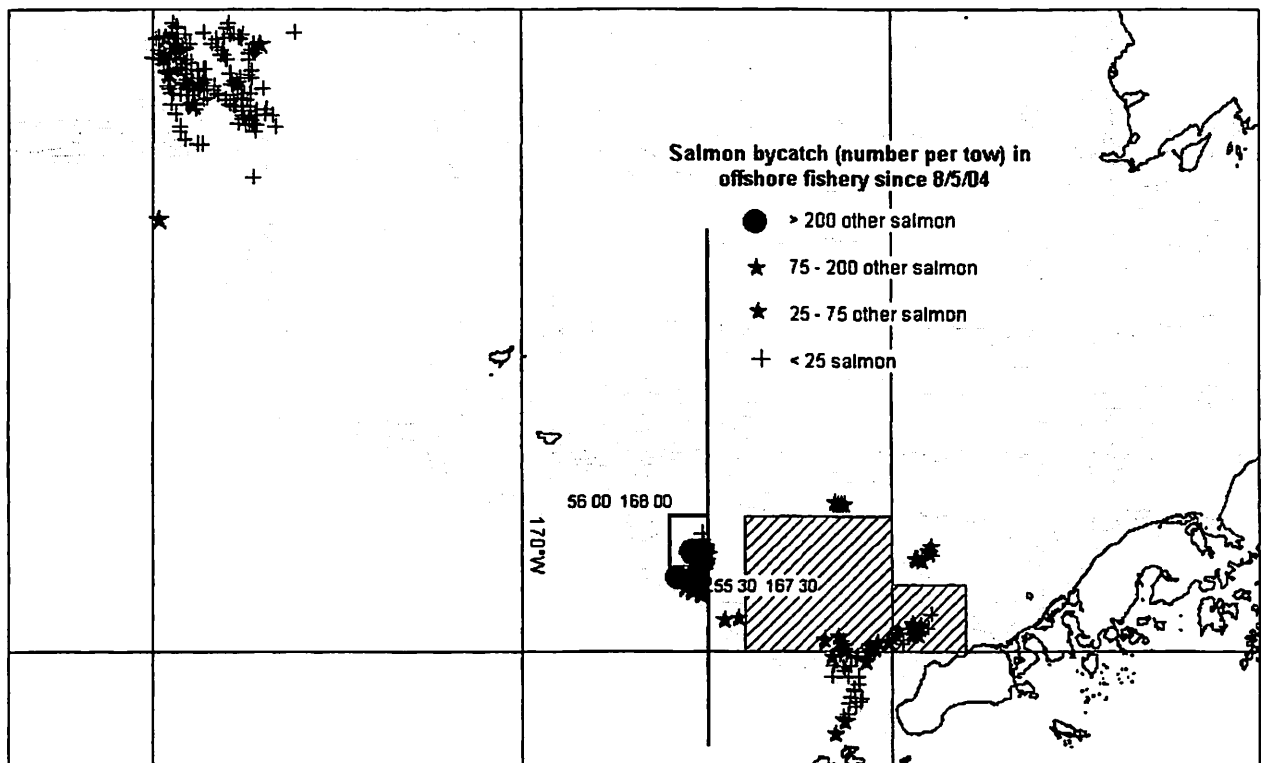 Salmon bycatch (number per tow) in
offshore fishery since 8/5/04
> 200 other salmon
75 - 200 other salmon
25 - 75 other salmon
< 25 salmon
56 00 168 00
170°W
55 30 167 30